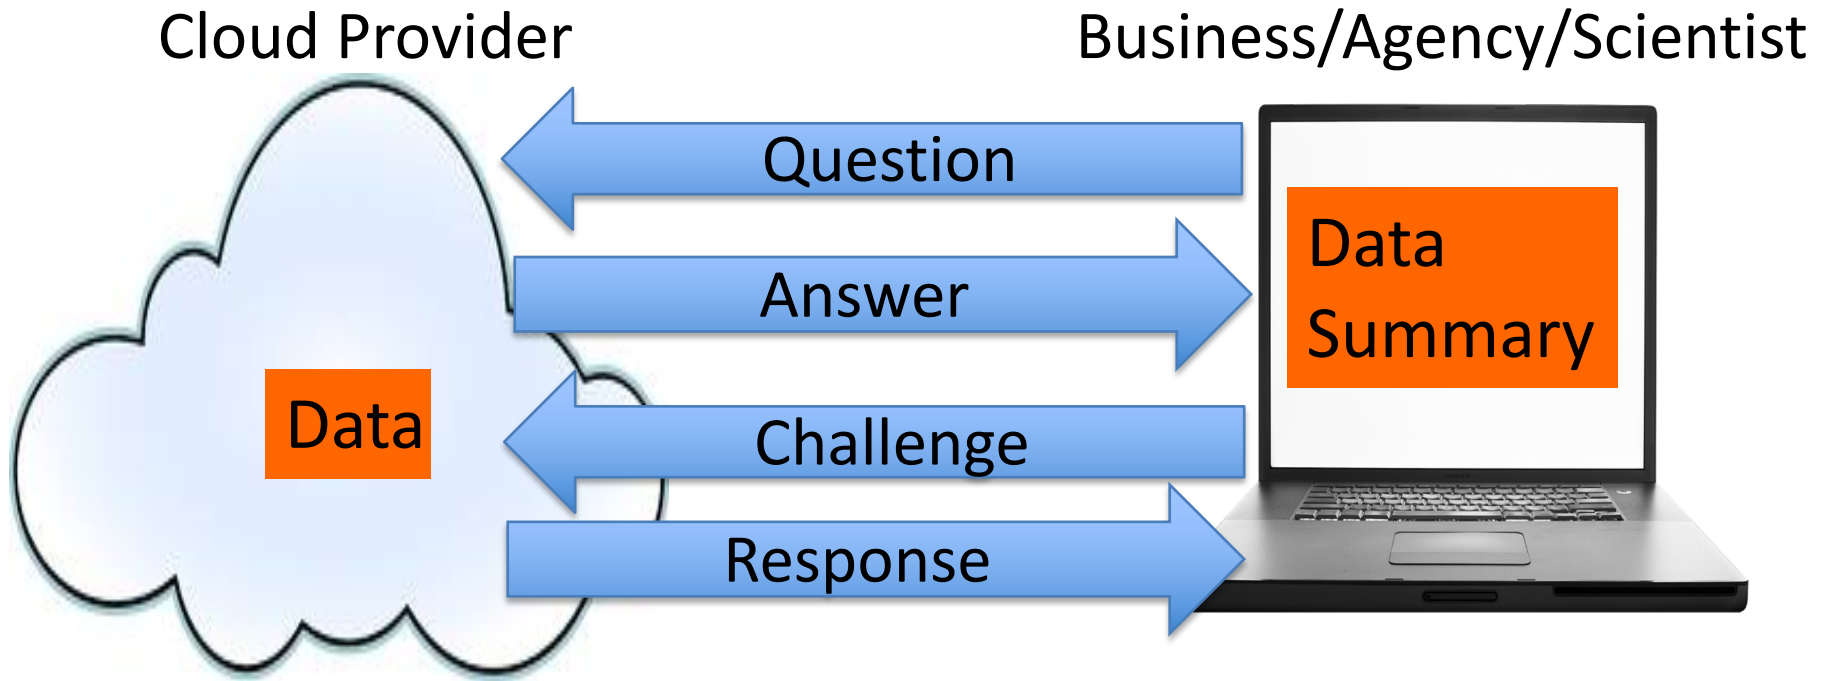 Cloud Provider
Business/Agency/Scientist
Question
Answer
Challenge
Response
Data
Data
Summary